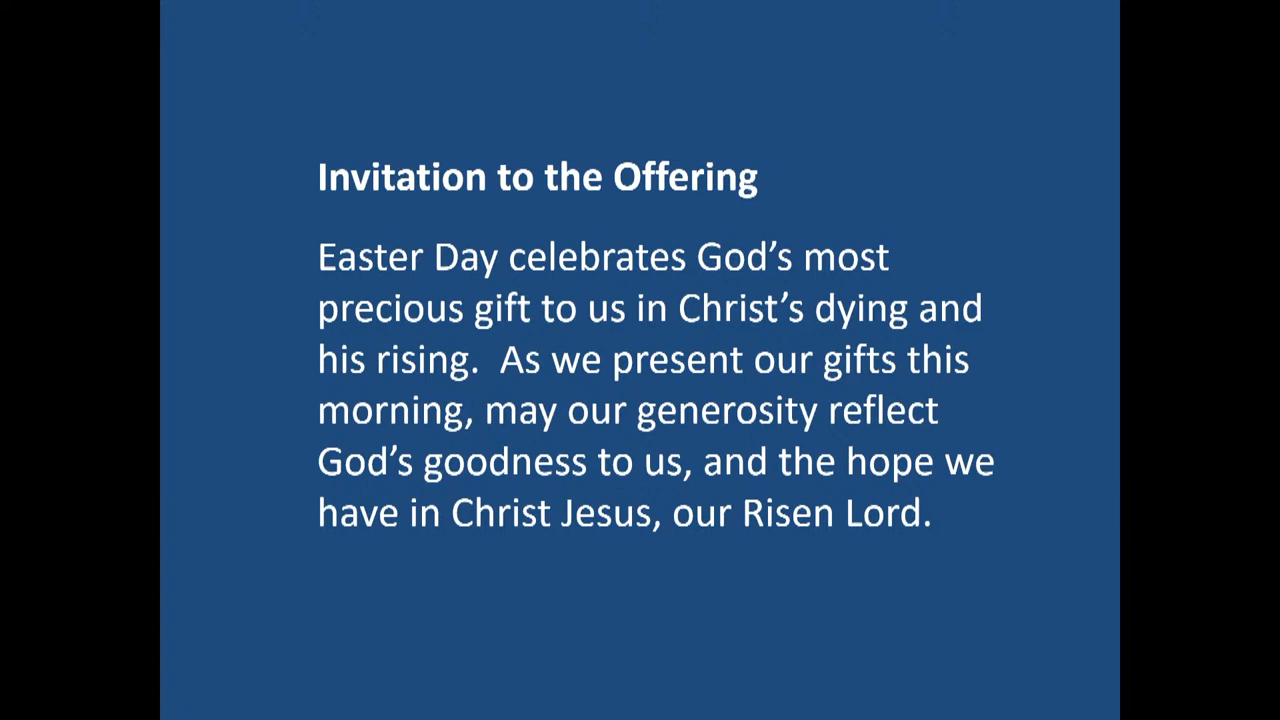 Invitation to the Offering
Easter Day celebrates God’s most
precious gift to us in Christ’s dying and
his rising.  As we present our gifts this
morning, may our generosity reflect
God’s goodness to us, and the hope we
have in Christ Jesus, our Risen Lord.